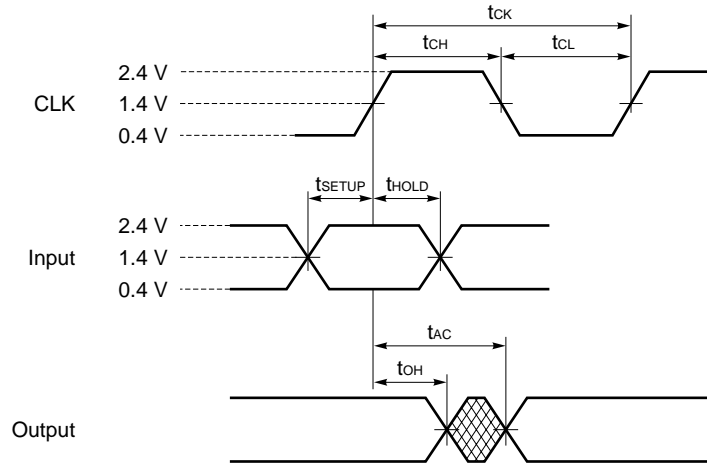 tCK
tCH tCL
2.4 V
CLK 1.4 V
0.4 V
tSETUP tHOLD
2.4 V
Input 1.4 V
0.4 V
tAC
tOH
Output